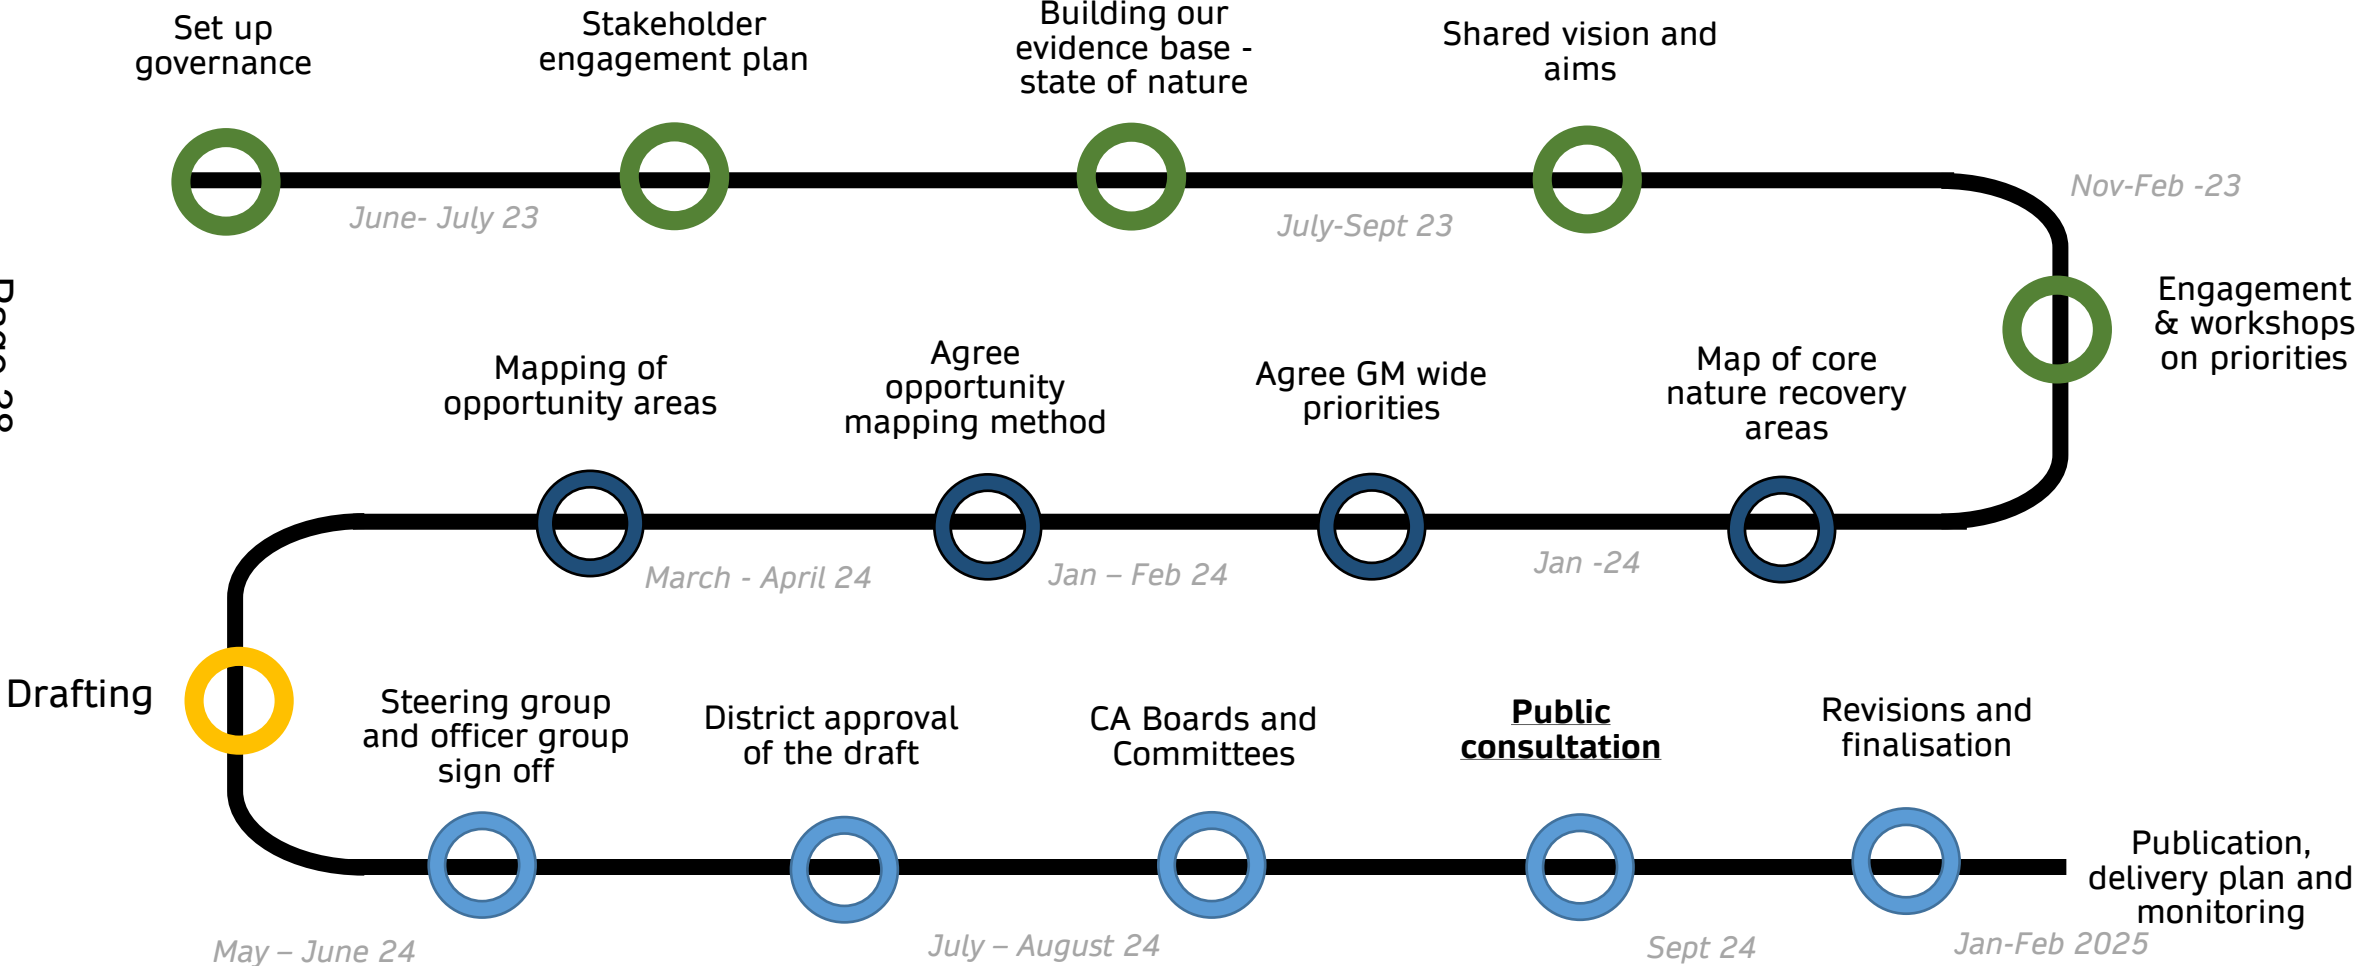 Set up
governance
Stakeholder
engagement plan
Building our
evidence base -
state of nature
Shared vision and
aims
June- July 23
July-Sept 23
Nov-Feb -23
Engagement
& workshops
on priorities
Page 28
Map of core
nature recovery
areas
Agree GM wide
priorities
Agree
opportunity
mapping method
Mapping of
opportunity areas
Jan -24
Jan – Feb 24
March - April 24
Drafting
Steering group
and officer group
sign off
District approval
of the draft
CA Boards and
Committees
Public
consultation
Revisions and
finalisation
Publication,
delivery plan and
monitoring
May – June 24
July – August 24
Sept 24
Jan-Feb 2025